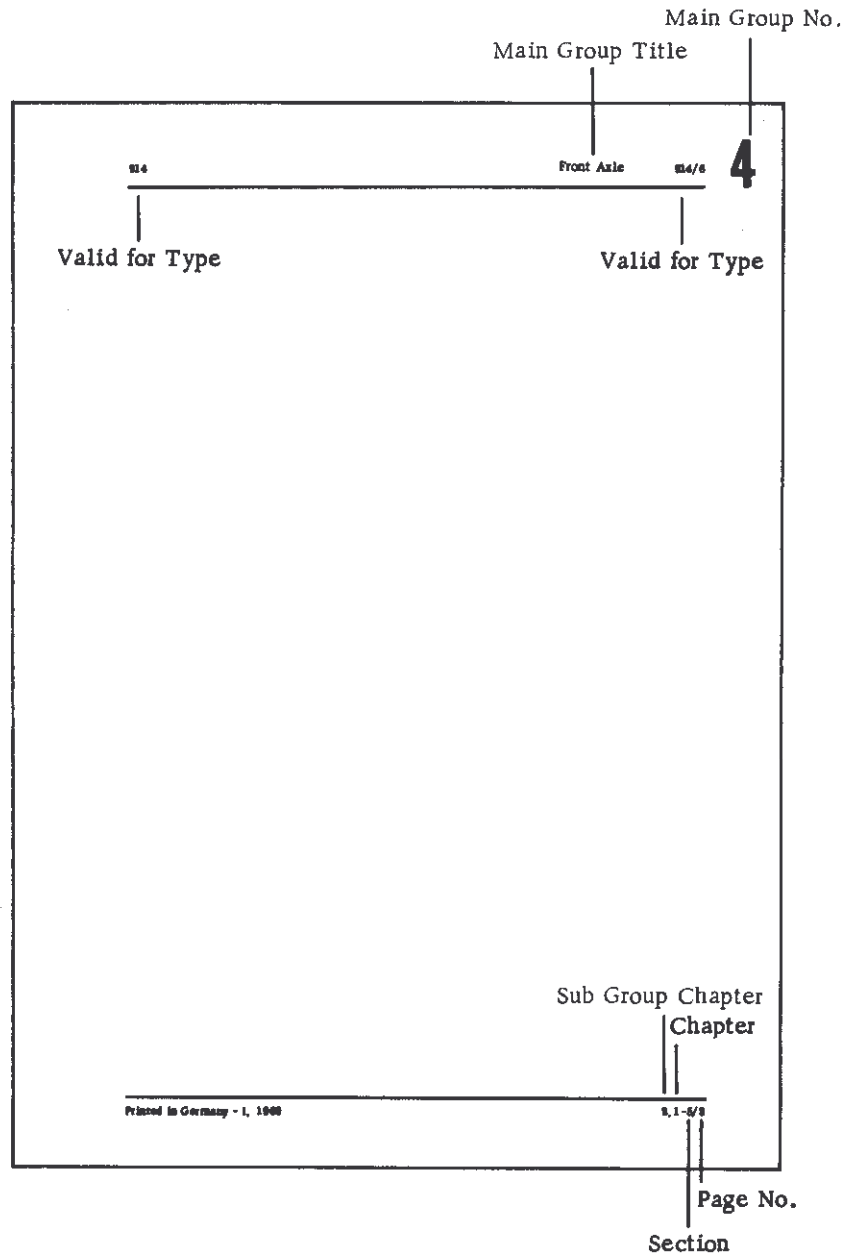 Main Group No.
Main Group Title
914 Front Axle 914/6 4
Valid for Type Valid for Type
Sub Group Chapter
Chapter
Printed in Germany - I,
Page No.
Section